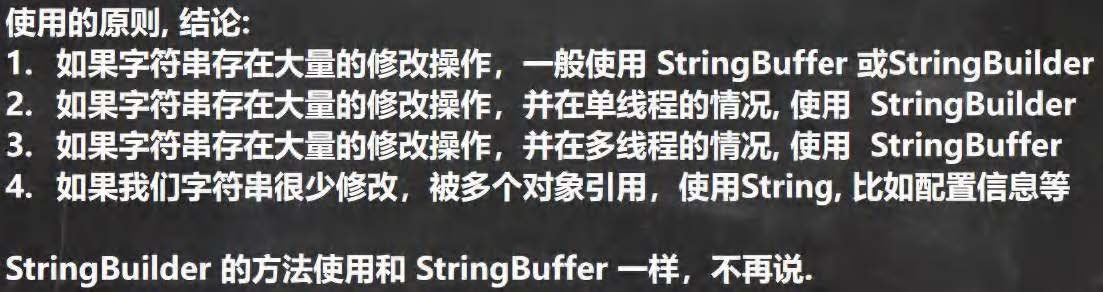 使用的原则, 结论:
1. 如果字符串存在大量的修改操作，一般使用 StringBuffer 或StringBuilder
2. 如果字符串存在大量的修改操作，并在单线程的情况, 使用 StringBuilder
3. 如果字符串存在大量的修改操作，并在多线程的情况, 使用 StringBuffer
4. 如果我们字符串很少修改，被多个对象引用，使用String, 比如配置信息等
StringBuilder 的方法使用和 StringBuffer 一样，不再说.